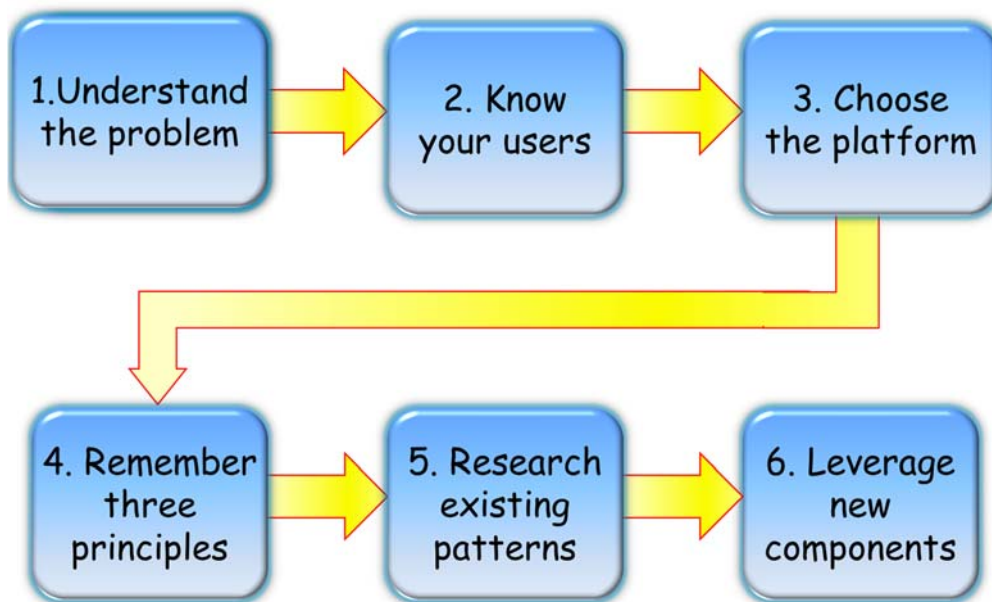 1.Understand
the problem
2. Know
your users
3. Choose
the platform
4. Remember
three
principles
5. Research
existing
patterns
6. Leverage
new
components